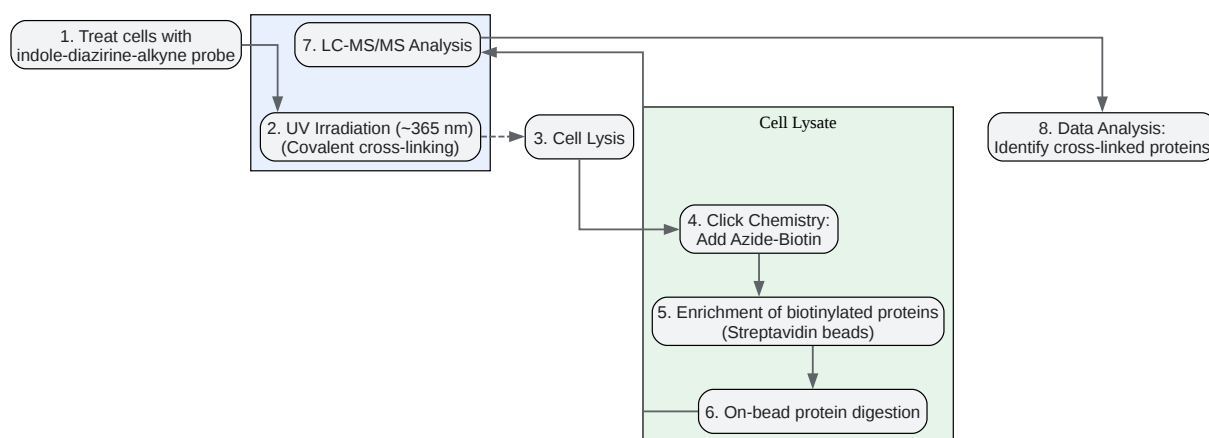 1. Treat cells with
indole-diazirine-alkyne probe
7. LC-MS/MS Analysis
2. UV Irradiation (~365 nm)
(Covalent cross-linking)
3. Cell Lysis
Cell Lysate
8. Data Analysis:
Identify cross-linked proteins
4. Click Chemistry:
Add Azide-Biotin
5. Enrichment of biotinylated proteins
(Streptavidin beads)
6. On-bead protein digestion